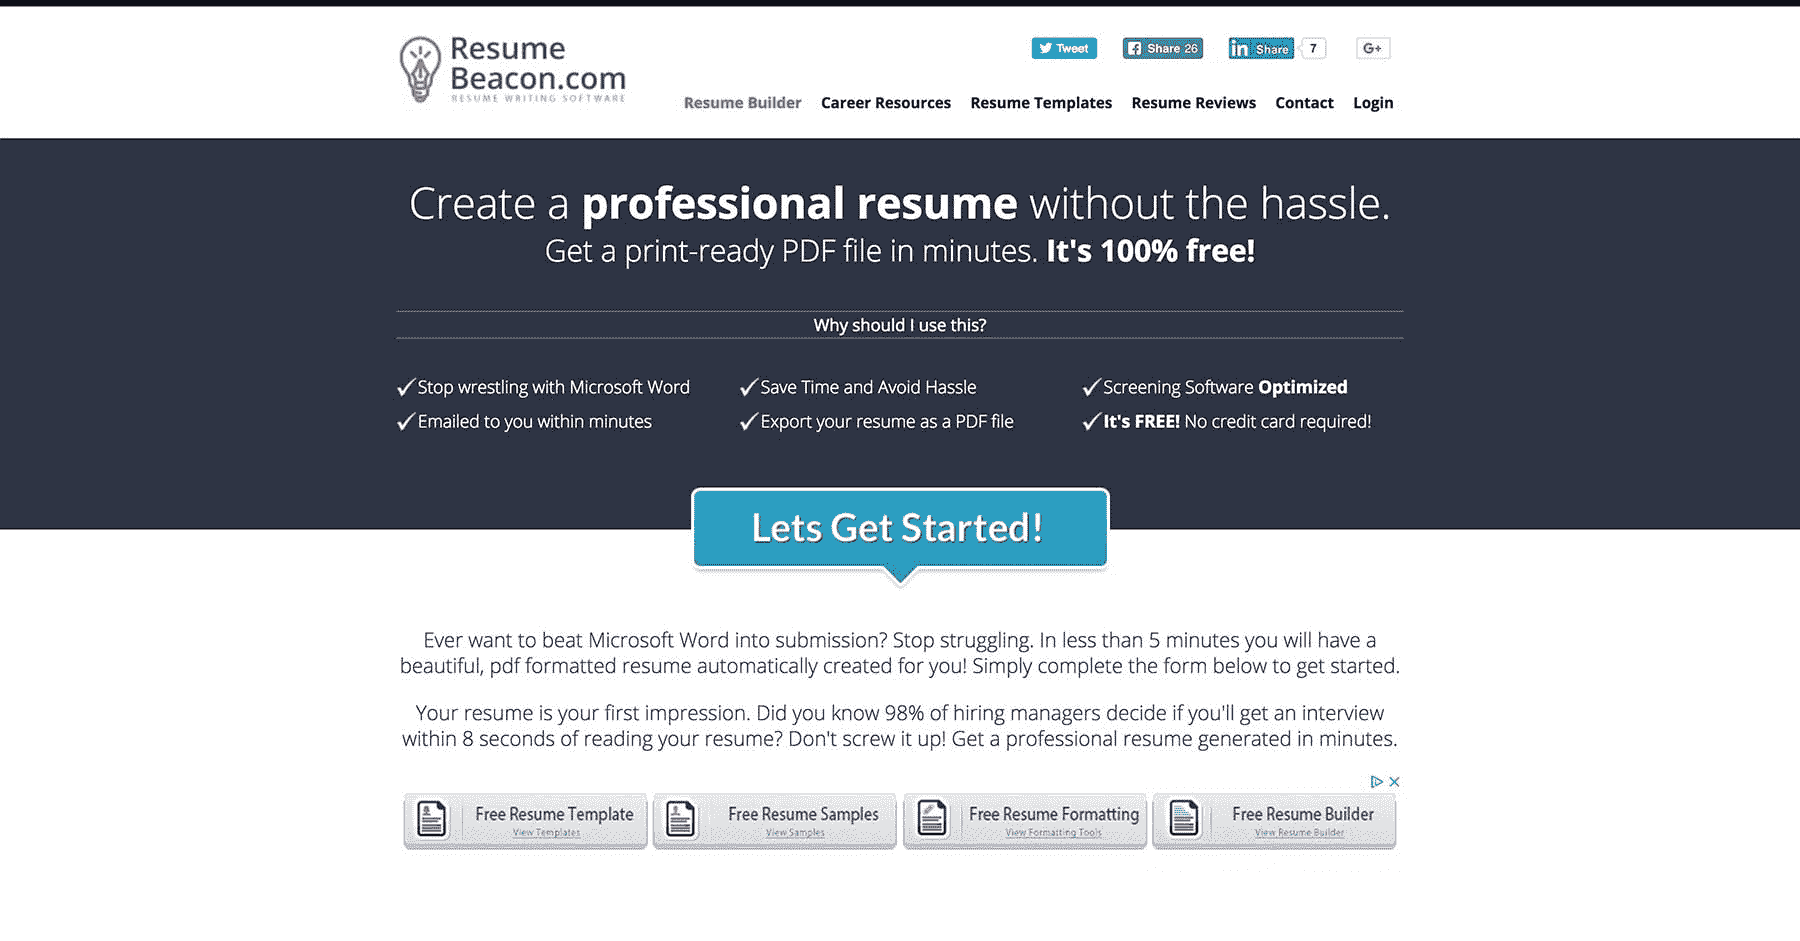 Resume
Beacon.com
RESUME WRITING SOFTWARE
Tweet
Share 26
in Share 7
G+
Resume Builder Career Resources Resume Templates Resume Reviews Contact Login
Create a professional resume without the hassle.
Get a print-ready PDF file in minutes. It's 100% free!
Why should I use this?
Stop wrestling with Microsoft Word
Save Time and Avoid Hassle
Screening Software Optimized
Emailed to you within minutes
Export your resume as a PDF file
It's FREE! No credit card required!
Lets Get Started!
Ever want to beat Microsoft Word into submission? Stop struggling. In less than 5 minutes you will have a
beautiful, pdf formatted resume automatically created for you! Simply complete the form below to get started.
Your resume is your first impression. Did you know 98% of hiring managers decide if you'll get an interview
within 8 seconds of reading your resume? Don't screw it up! Get a professional resume generated in minutes.
Free Resume Template
View Templates
Free Resume Samples
View Samples
Free Resume Formatting
View Formatting Tools
Free Resume Builder
View Resume Builder